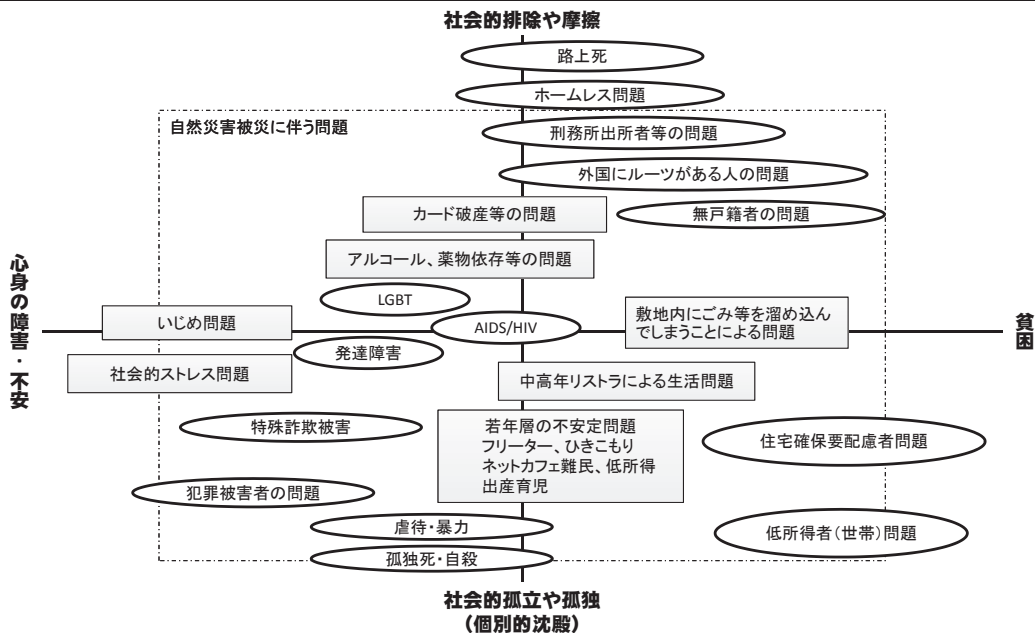 社会的排除や摩擦
路上死
ホームレス問題
自然災害被災に伴う問題
刑務所出所者等の問題
外国にルーツがある人の問題
カード破産等の問題
無戸籍者の問題
アルコール、薬物依存等の問題
LGBT
心身の障害・不安
いじめ問題
AIDS/HIV
敷地内にごみ等を溜め込ん
でしまうことによる問題
貧困
発達障害
社会的ストレス問題
中高年リストラによる生活問題
特殊詐欺被害
若年層の不安定問題
フリーター、ひきこもり
ネットカフェ難民、低所得
出産育児
住宅確保要配慮者問題
犯罪被害者の問題
虐待・暴力
低所得者(世帯)問題
孤独死・自殺
社会的孤立や孤独
(個別的沈殿)